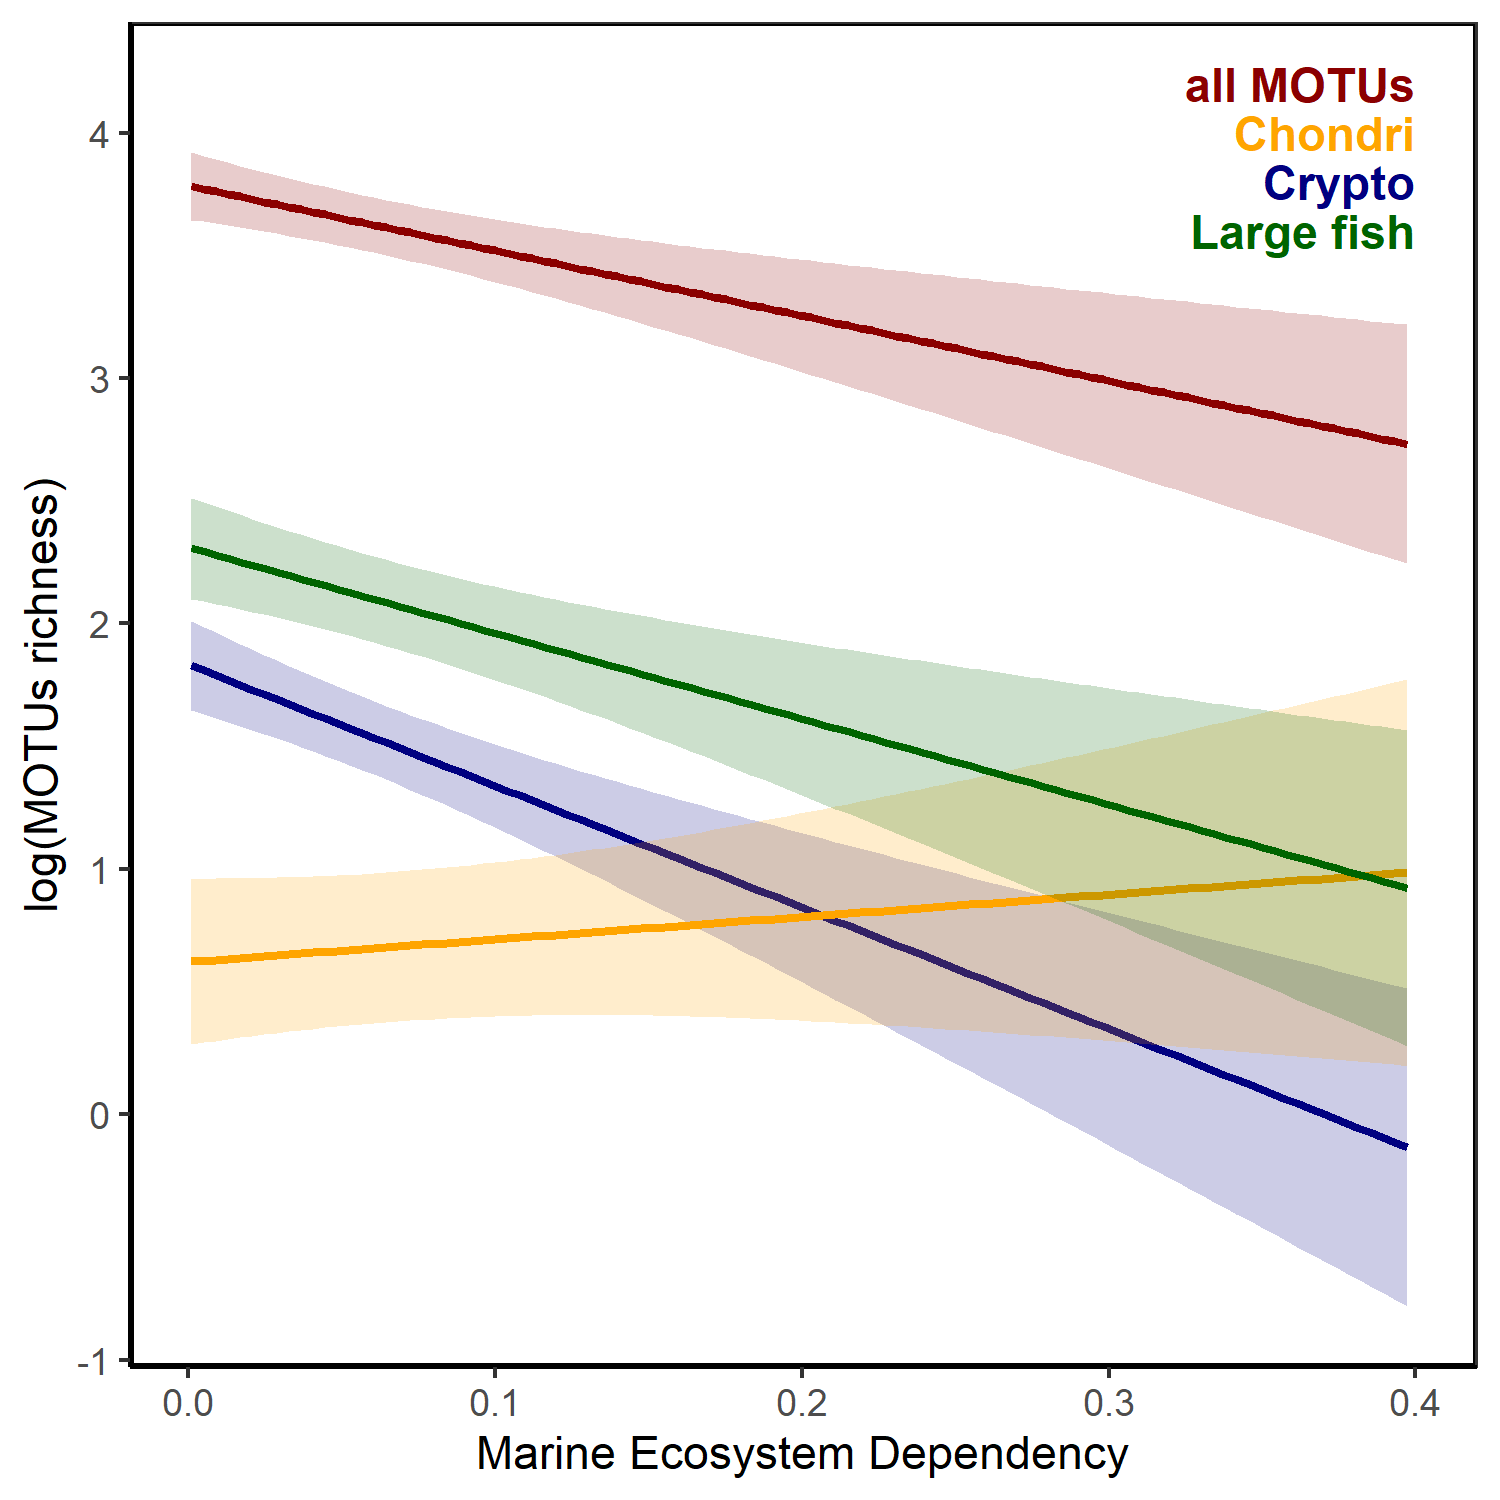 all MOTUs
Chondri
Crypto
Large fish
log(MOTUs richness)
4
3
2
1
0
-1
0.0 0.1 0.2 0.3 0.4
Marine Ecosystem Dependency